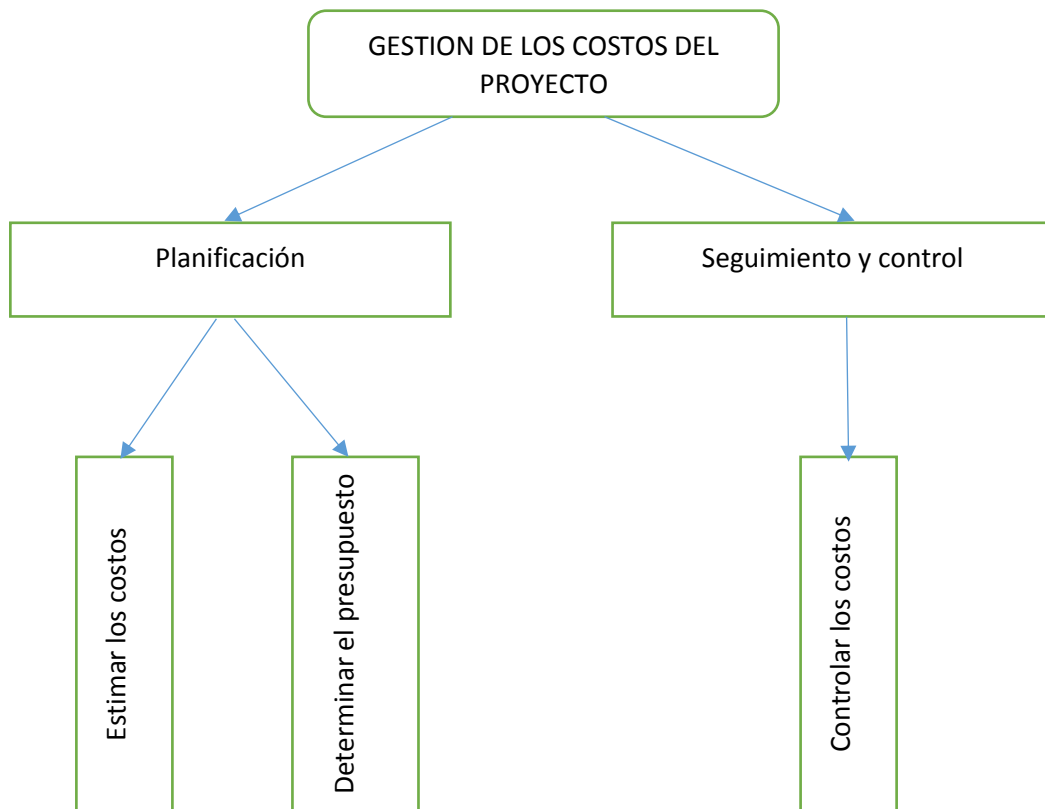 GESTION DE LOS COSTOS DEL
PROYECTO
Planificación
Seguimiento y control
Estimar los costos
Determinar el presupuesto
Controlar los costos